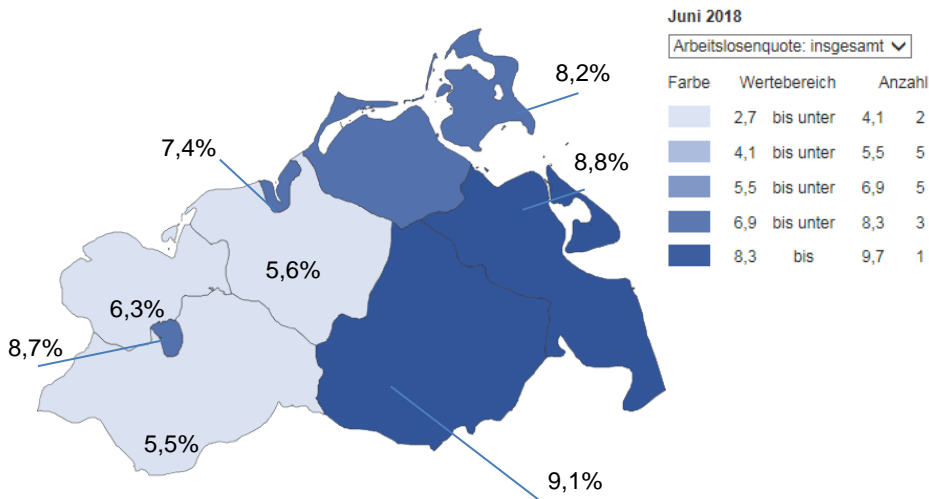 Juni 2018
Arbeitslosenquote: insgesamt
Farbe Wertebereich Anzahl
2,7 bis unter 4,1 2
4,1 bis unter 5,5 5
5,5 bis unter 6,9 5
6,9 bis unter 8,3 3
8,3 bis 9,7 1
8,2%
7,4%
8,8%
5,6%
6,3%
8,7%
5,5%
9,1%